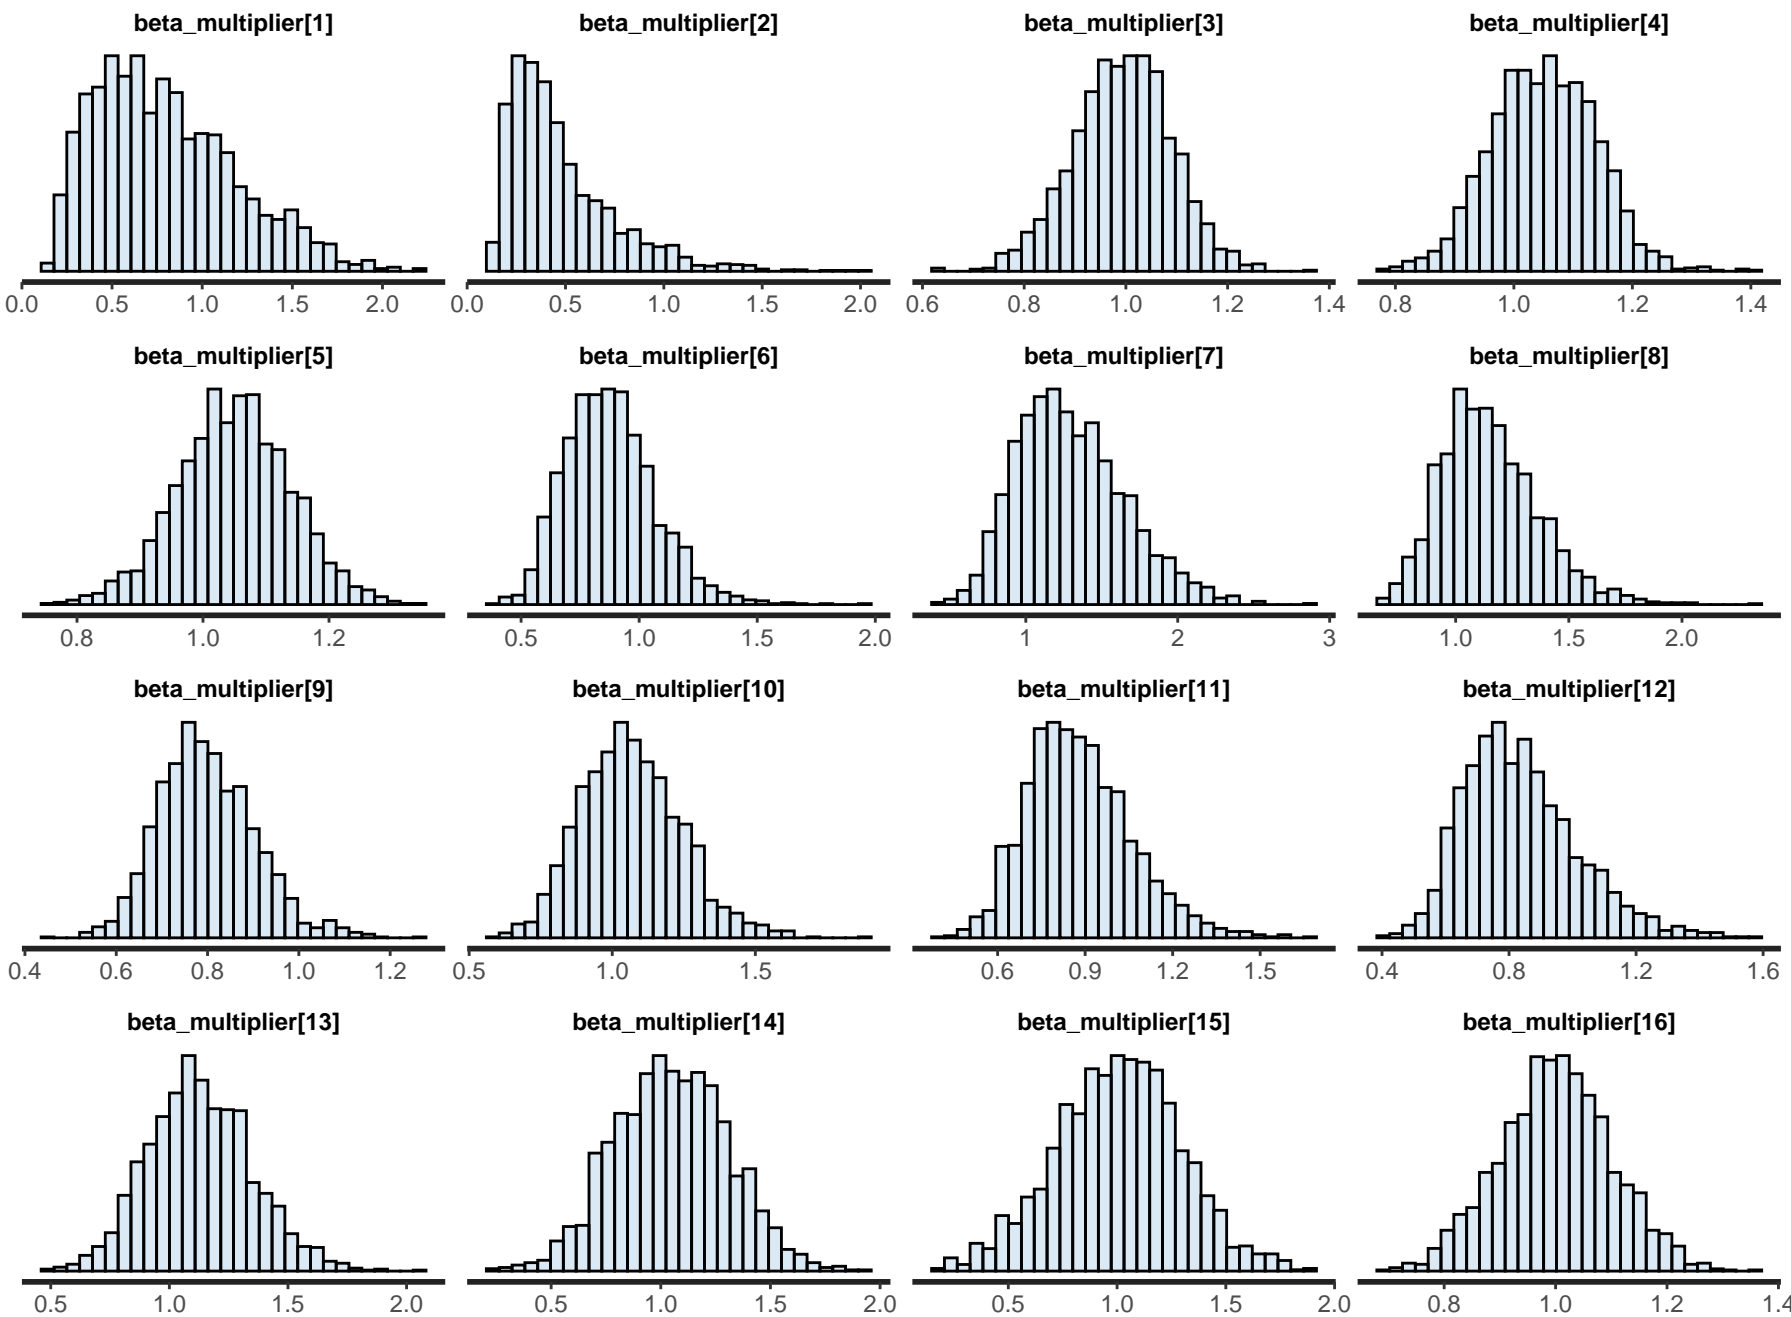 beta_multiplier[1] beta_multiplier[2] beta_multiplier[3] beta_multiplier[4]
0.0 0.5 1.0 1.5 2.0 0.0 0.5 1.0 1.5 2.0 0.6 0.8 1.0 1.2 1.4 0.8 1.0 1.2 1.4
beta_multiplier[5] beta_multiplier[6] beta_multiplier[7] beta_multiplier[8]
0.8 1.0 1.2 0.5 1.0 1.5 2.0 1 2 3 1.0 1.5 2.0
beta_multiplier[9] beta_multiplier[10] beta_multiplier[11] beta_multiplier[12]
0.4 0.6 0.8 1.0 1.2 0.5 1.0 1.5 0.6 0.9 1.2 1.5 0.4 0.8 1.2 1.6
beta_multiplier[13] beta_multiplier[14] beta_multiplier[15] beta_multiplier[16]
0.5 1.0 1.5 2.0 0.5 1.0 1.5 2.0 0.5 1.0 1.5 2.0 0.8 1.0 1.2 1.4